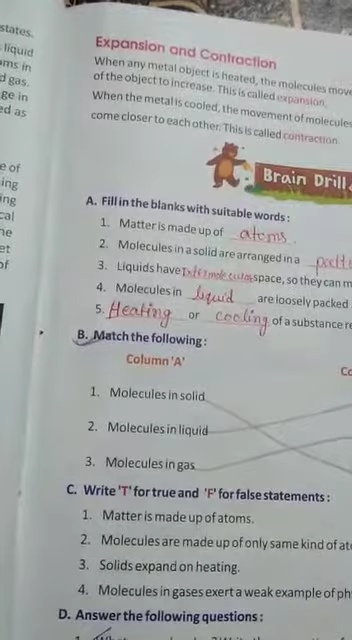 states.
liquid
ms in
d gas.
ge in
ed as
e of
ing
ing
cal
ne
et
of
Expansion and Contraction
When any metal object is heated, the molecules move
of the object to increase. This is called expansion.
When the metal is cooled, the movement of molecules
come closer to each other. This is called contraction.
Brain Drill
A. Fill in the blanks with suitable words :
1. Matter is made up of atoms.
2. Molecules in a solid are arranged in a
3. Liquids have Intermolecular space, so they can m
4. Molecules in liquid are loosely packed
5. Heating or cooling of a substance re
B. Match the following :
Column 'A'
Co
1. Molecules in solid
2. Molecules in liquid
3. Molecules in gas
C. Write 'T' for true and 'F' for false statements :
1. Matter is made up of atoms.
2. Molecules are made up of only same kind of at
3. Solids expand on heating.
4. Molecules in gases exert a weak example of ph
D. Answer the following questions :